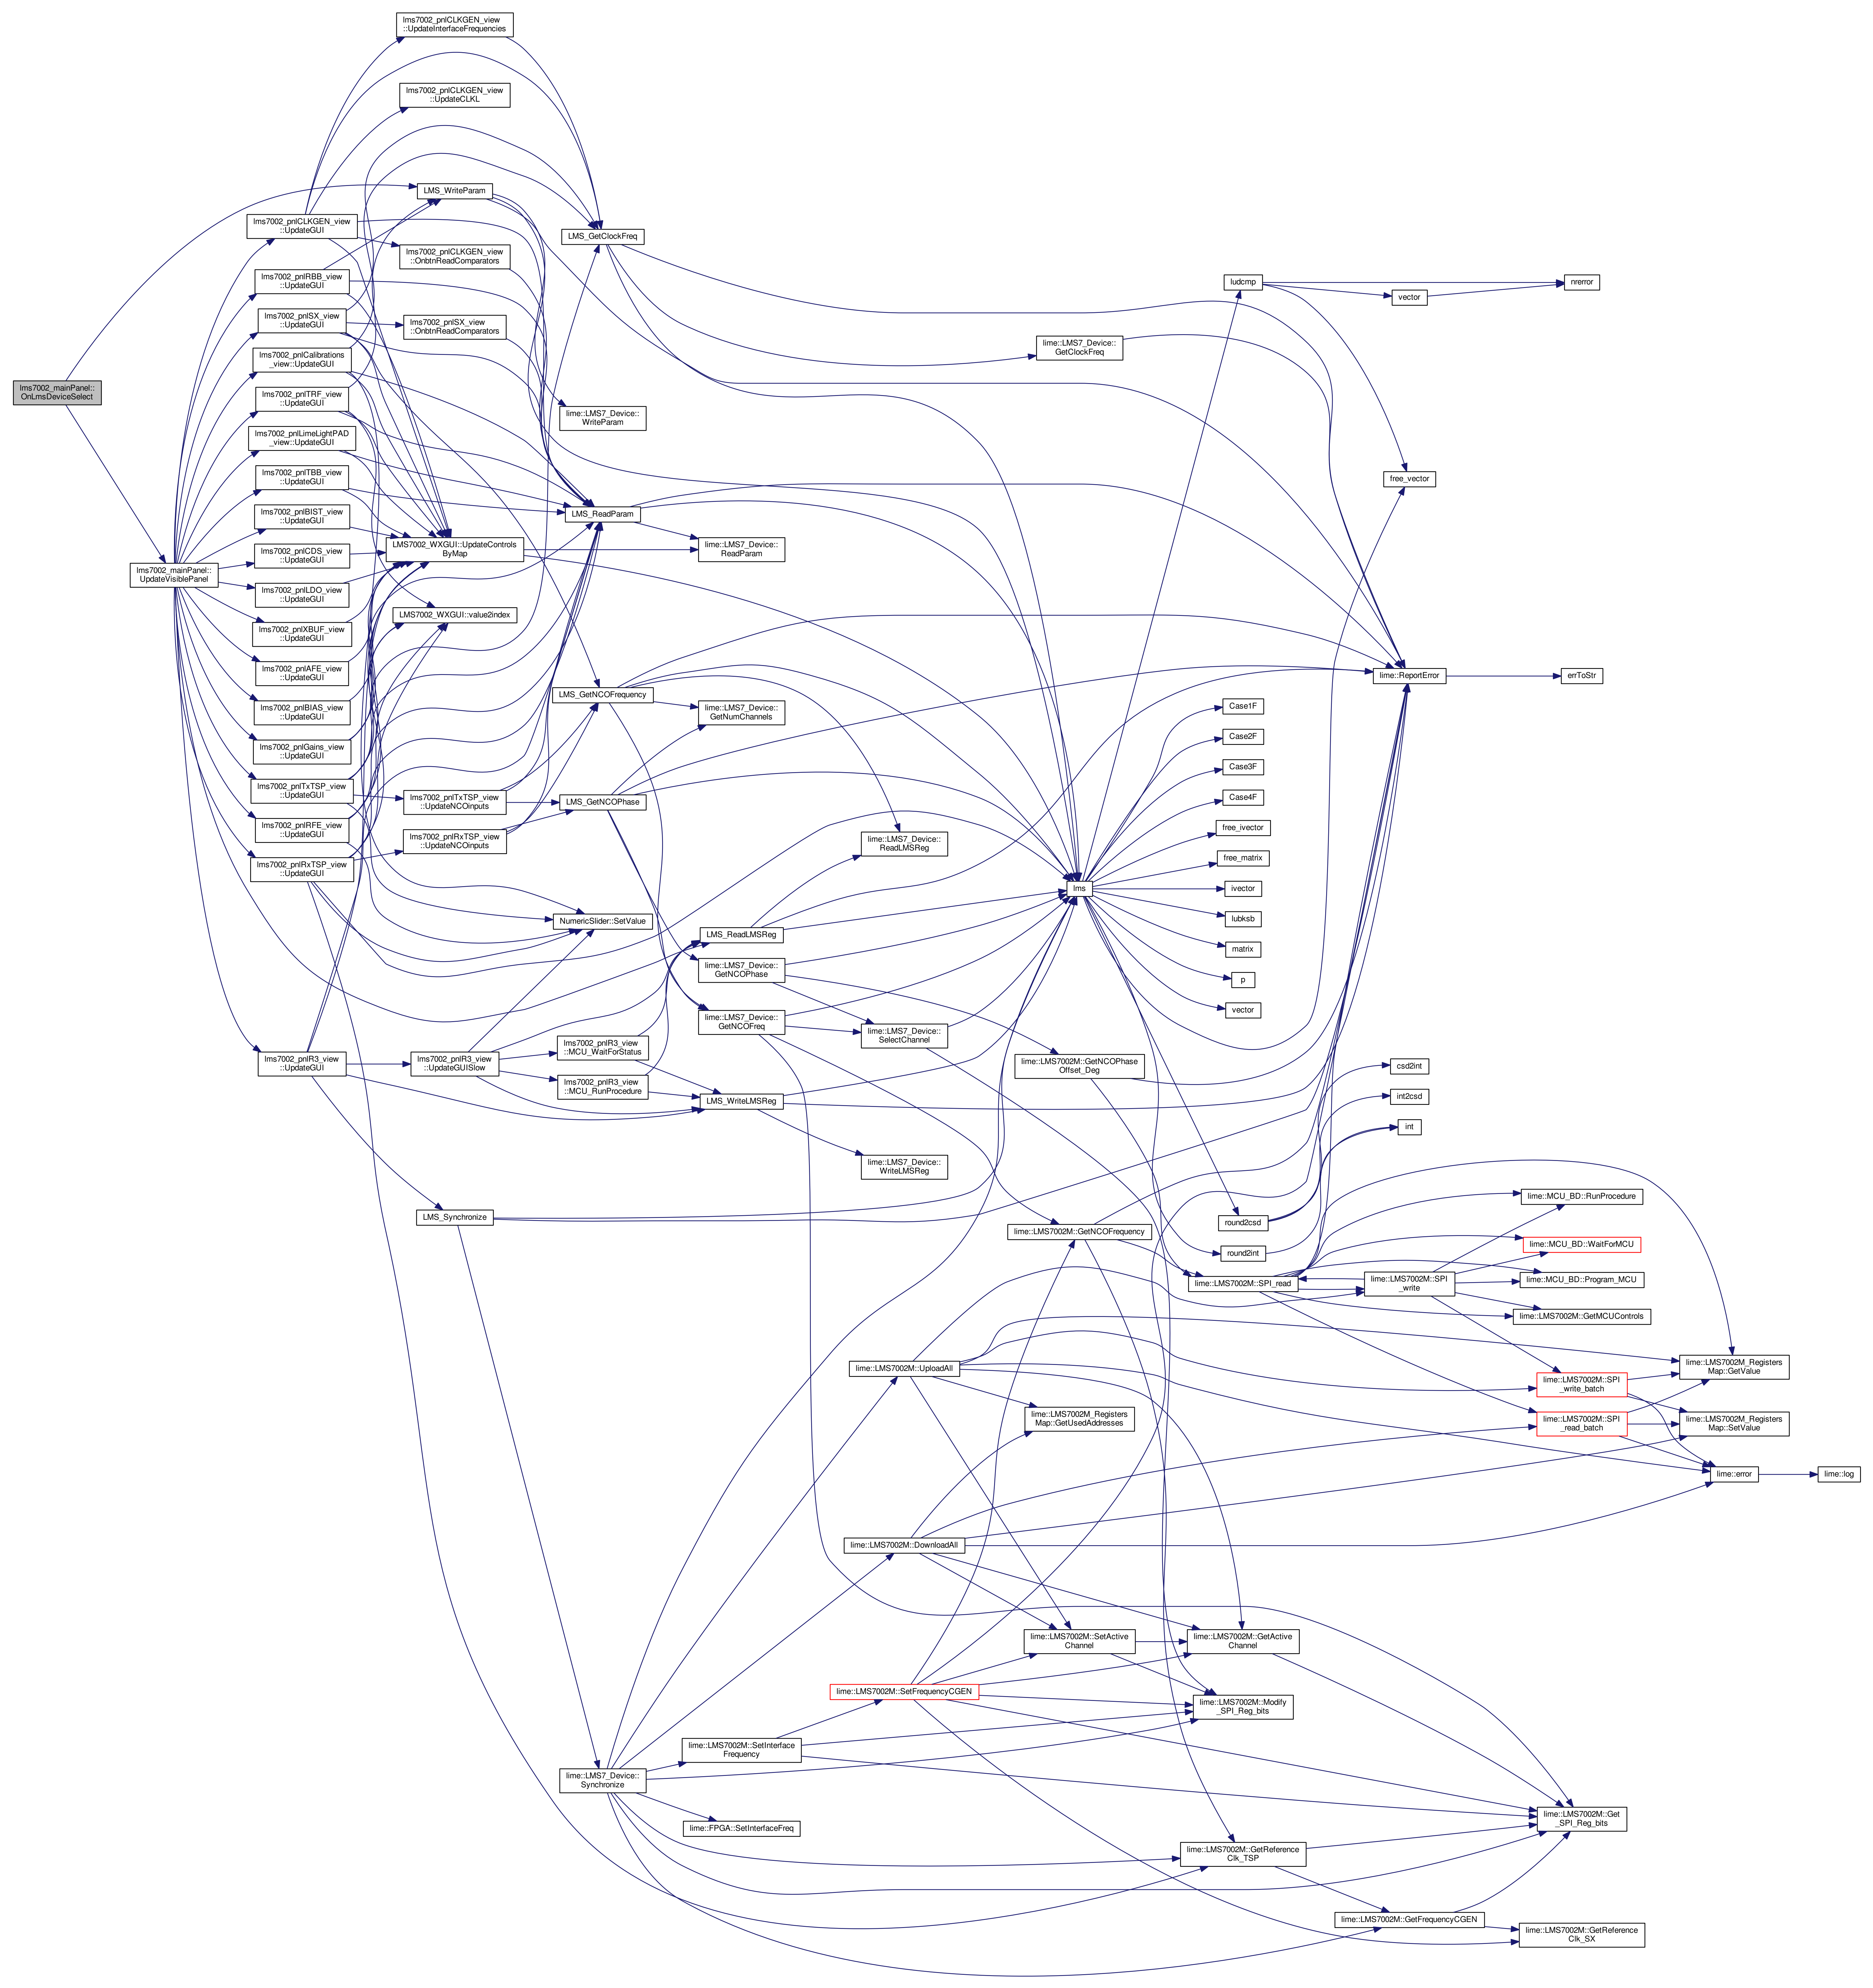 lms7002_mainPanel::
OnLmsDeviceSelect
lms7002_mainPanel::
UpdateVisiblePanel
lms7002_pnlCLKGEN_view
::UpdateGUI
lms7002_pnlRBB_view
::UpdateGUI
lms7002_pnlSX_view
::UpdateGUI
lms7002_pnlCalibrations
_view::UpdateGUI
lms7002_pnlTRF_view
::UpdateGUI
lms7002_pnlLimeLightPAD
_view::UpdateGUI
lms7002_pnlTBB_view
::UpdateGUI
lms7002_pnlBIST_view
::UpdateGUI
lms7002_pnlCDS_view
::UpdateGUI
lms7002_pnlLDO_view
::UpdateGUI
lms7002_pnlXBUF_view
::UpdateGUI
lms7002_pnlAFE_view
::UpdateGUI
lms7002_pnlBIAS_view
::UpdateGUI
lms7002_pnlGains_view
::UpdateGUI
lms7002_pnlTxTSP_view
::UpdateGUI
lms7002_pnlRFE_view
::UpdateGUI
lms7002_pnlRxTSP_view
::UpdateGUI
lms7002_pnlR3_view
::UpdateGUI
lms7002_pnlCLKGEN_view
::UpdateInterfaceFrequencies
lms7002_pnlCLKGEN_view
::UpdateCLKL
LMS_WriteParam
lms7002_pnlCLKGEN_view
::OnbtnReadComparators
lms7002_pnlSX_view
::OnbtnReadComparators
LMS7002_WXGUI::UpdateControls
ByMap
LMS7002_WXGUI::value2index
lms7002_pnlTxTSP_view
::UpdateNCOinputs
lms7002_pnlRxTSP_view
::UpdateNCOinputs
lms7002_pnlR3_view
::UpdateGUISlow
LMS_Synchronize
LMS_GetClockFreq
lime::LMS7_Device::
WriteParam
LMS_ReadParam
LMS_GetNCOFrequency
LMS_GetNCOPhase
NumericSlider::SetValue
lms7002_pnlR3_view
::MCU_WaitForStatus
lms7002_pnlR3_view
::MCU_RunProcedure
lime::LMS7_Device::
Synchronize
lime::LMS7_Device::
ReadParam
lime::LMS7_Device::
GetNumChannels
LMS_ReadLMSReg
lime::LMS7_Device::
GetNCOPhase
lime::LMS7_Device::
GetNCOFreq
LMS_WriteLMSReg
lime::LMS7002M::SetInterface
Frequency
lime::FPGA::SetInterfaceFreq
lime::LMS7_Device::
ReadLMSReg
lime::LMS7_Device::
SelectChannel
lime::LMS7_Device::
WriteLMSReg
lime::LMS7002M::UploadAll
lime::LMS7002M::DownloadAll
lime::LMS7002M::SetFrequencyCGEN
lime::LMS7_Device::
GetClockFreq
lms
lime::LMS7002M::GetNCOPhase
Offset_Deg
lime::LMS7002M::GetNCOFrequency
lime::LMS7002M_Registers
Map::GetUsedAddresses
lime::LMS7002M::SetActive
Channel
ludcmp
Case1F
Case2F
Case3F
Case4F
free_ivector
free_matrix
ivector
lubksb
matrix
p
vector
round2csd
round2int
lime::LMS7002M::SPI_read
lime::LMS7002M::GetActive
Channel
lime::LMS7002M::Modify
_SPI_Reg_bits
lime::LMS7002M::GetReference
Clk_TSP
vector
free_vector
lime::ReportError
csd2int
int2csd
int
lime::LMS7002M::SPI
_write
lime::LMS7002M::GetFrequencyCGEN
nrerror
errToStr
lime::MCU_BD::RunProcedure
lime::MCU_BD::WaitForMCU
lime::MCU_BD::Program_MCU
lime::LMS7002M::GetMCUControls
lime::LMS7002M::SPI
_write_batch
lime::LMS7002M::SPI
_read_batch
lime::LMS7002M::Get
_SPI_Reg_bits
lime::LMS7002M::GetReference
Clk_SX
lime::LMS7002M_Registers
Map::GetValue
lime::LMS7002M_Registers
Map::SetValue
lime::error
lime::log